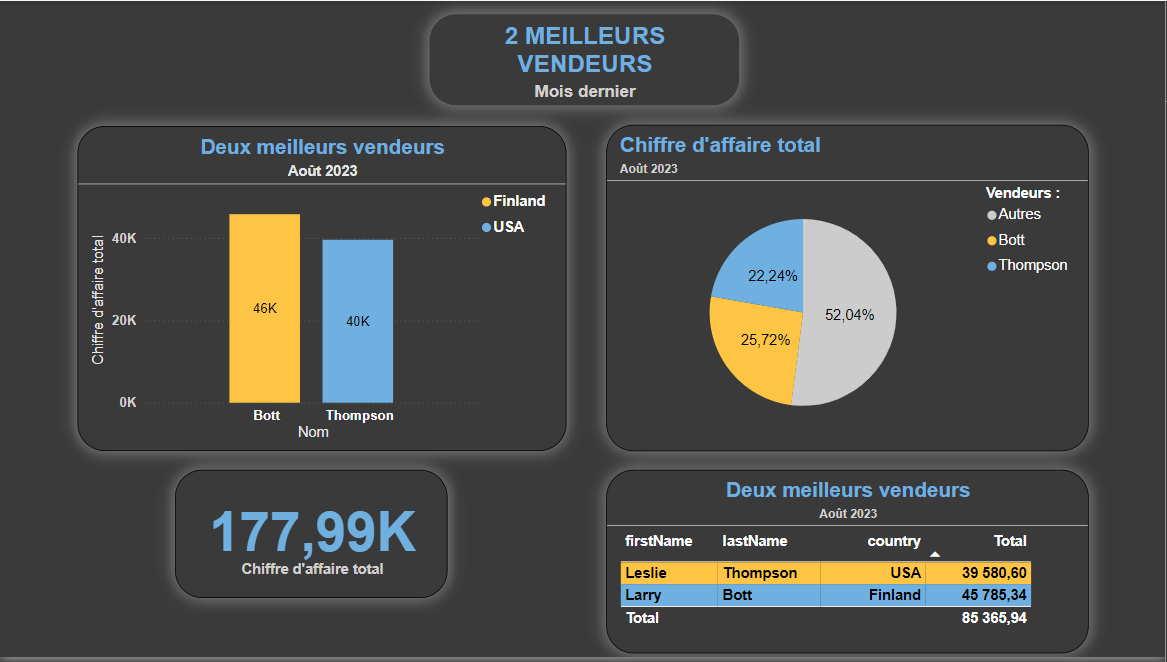 2 MEILLEURS
VENDEURS
Mois dernier
Deux meilleurs vendeurs
Août 2023
Finland
USA
Chiffre d'affaire total
40K
20K
0K
46K
40K
Bott
Thompson
Nom
Chiffre d'affaire total
Août 2023
Vendeurs :
Autres
Bott
Thompson
22,24%
52,04%
25,72%
177,99K
Chiffre d'affaire total
Deux meilleurs vendeurs
Août 2023
firstName lastName country Total
Leslie Thompson USA 39 580,60
Larry Bott Finland 45 785,34
Total 85 365,94